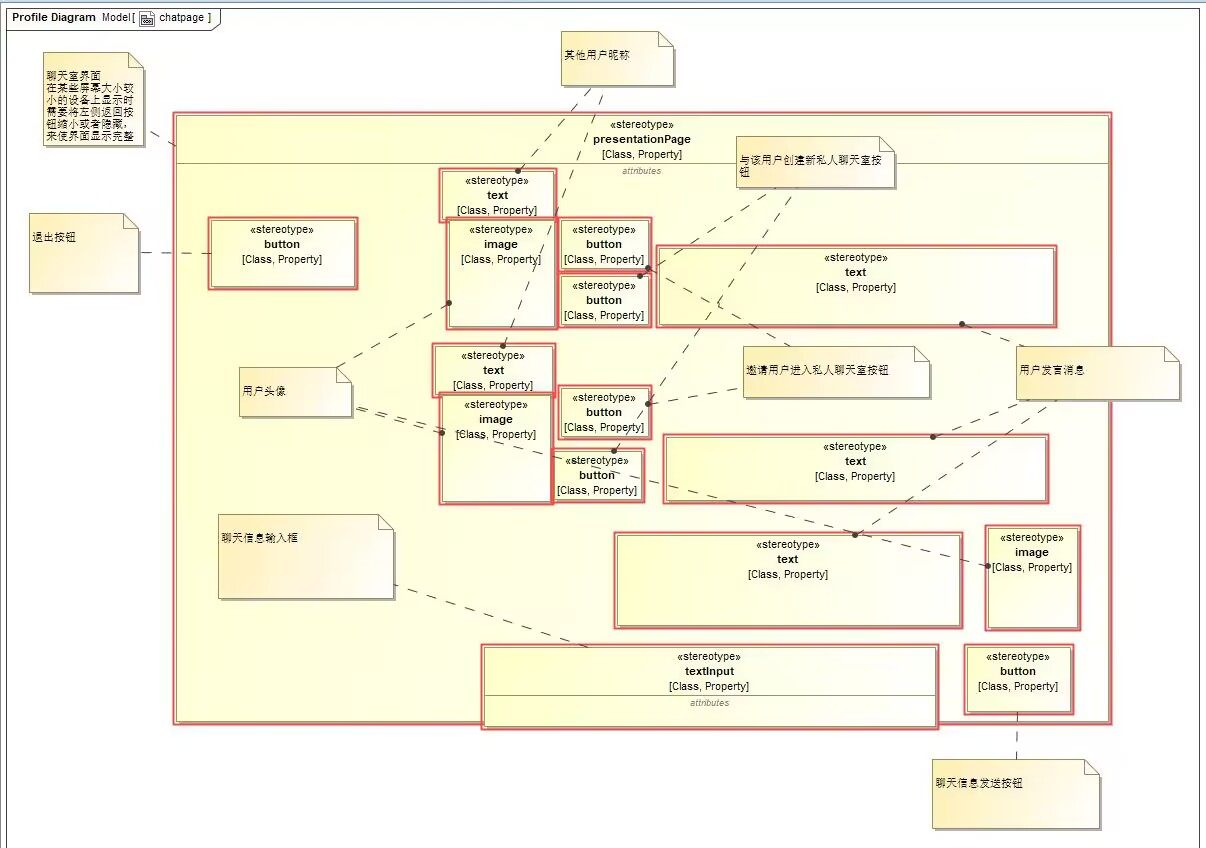 Profile Diagram Model[ chatpage ]
其他用户昵称
聊天室界面
在某些屏幕大小较
小的设备上显示时
需要将左侧返回按
钮缩小或者隐藏，
来使界面显示完整
«stereotype»
presentationPage
[Class, Property]
attributes
与该用户创建新私人聊天室按
钮
«stereotype»
text
[Class, Property]
退出按钮
«stereotype»
button
[Class, Property]
«stereotype»
image
[Class, Property]
«stereotype»
button
[Class, Property]
«stereotype»
button
[Class, Property]
«stereotype»
text
[Class, Property]
用户头像
«stereotype»
text
[Class, Property]
邀请用户进入私人聊天室按钮
用户发言消息
«stereotype»
image
[Class, Property]
«stereotype»
button
[Class, Property]
«stereotype»
button
[Class, Property]
«stereotype»
text
[Class, Property]
聊天信息输入框
«stereotype»
text
[Class, Property]
«stereotype»
image
[Class, Property]
«stereotype»
textInput
[Class, Property]
attributes
«stereotype»
button
[Class, Property]
聊天信息发送按钮